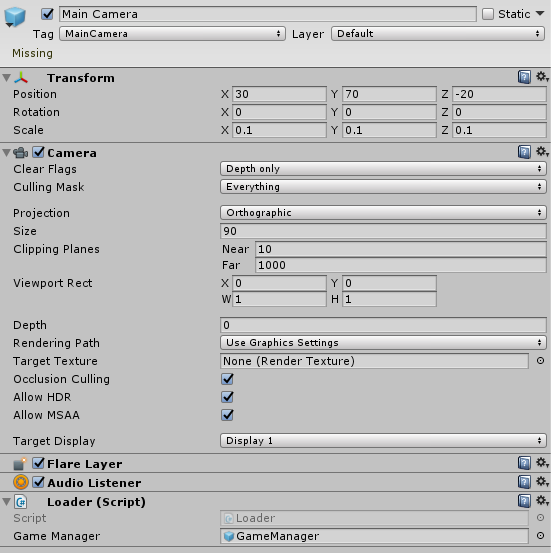 Main Camera Static
Tag MainCamera Layer Default
Missing
Transform
Position X 30 Y 70 Z -20
Rotation X 0 Y 0 Z 0
Scale X 0.1 Y 0.1 Z 0.1
Camera
Clear Flags Depth only
Culling Mask Everything
Projection Orthographic
Size 90
Clipping Planes Near 10
Far 1000
Viewport Rect X 0 Y 0
W 1 H 1
Depth 0
Rendering Path Use Graphics Settings
Target Texture None (Render Texture)
Occlusion Culling
Allow HDR
Allow MSAA
Target Display Display 1
Flare Layer
Audio Listener
Loader (Script)
Script Loader
Game Manager GameManager